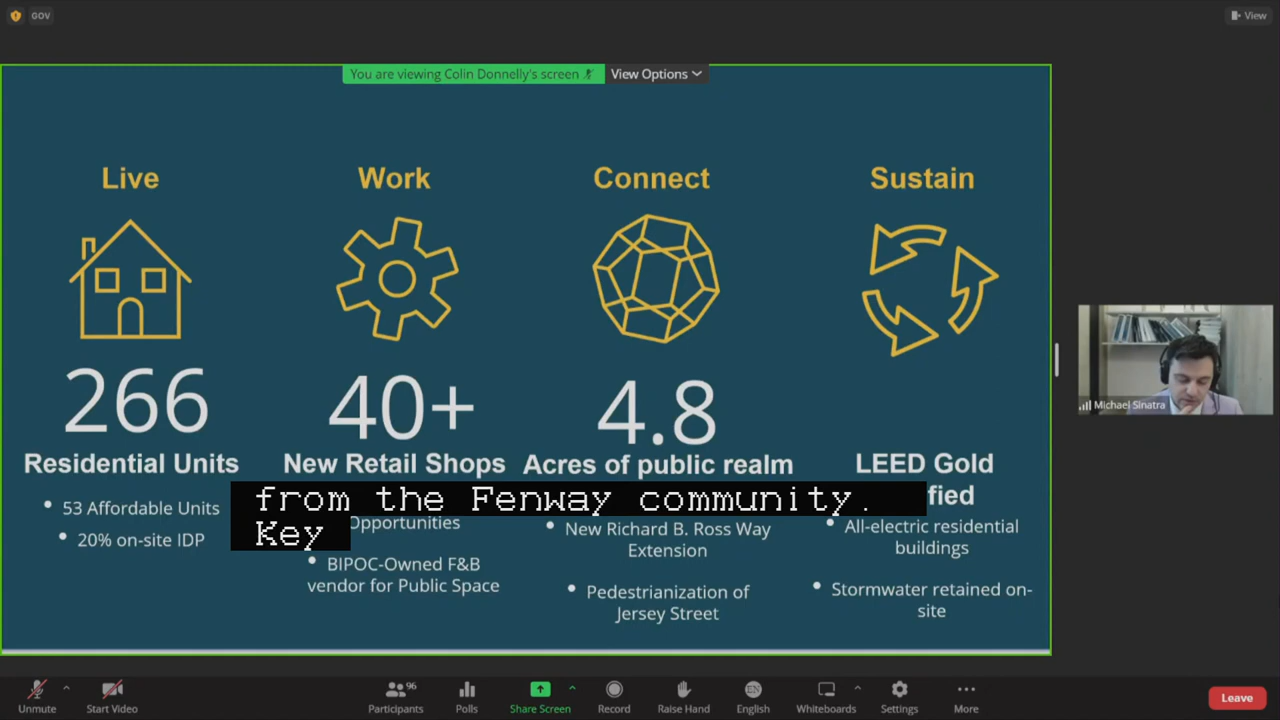 GOV
View
You are viewing Colin Donnelly's screen
View Options
Live
Work
Connect
Sustain
266
40+
4.8
Residential Units
New Retail Shops
Acres of public realm
LEED Gold
fied
53 Affordable Units
20% on-site IDP
Opportunities
BIPOC-Owned F&B
vendor for Public Space
New Richard B. Ross Way
Extension
Pedestrianization of
Jersey Street
All-electric residential
buildings
Stormwater retained on-
site
from the Fenway community.
Key
Michael Sinatra
Unmute
Start Video
96
Participants
Polls
Share Screen
Record
Raise Hand
EN
English
Whiteboards
Settings
More
Leave